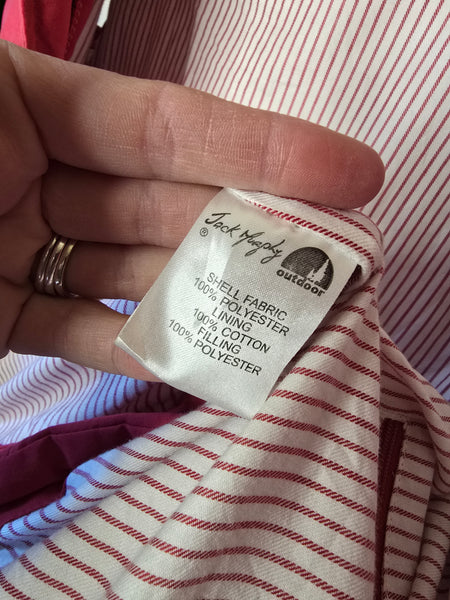 Jack Murphy
®
outdoor
SHELL FABRIC
100% POLYESTER
LINING
100% COTTON
FILLING
100% POLYESTER